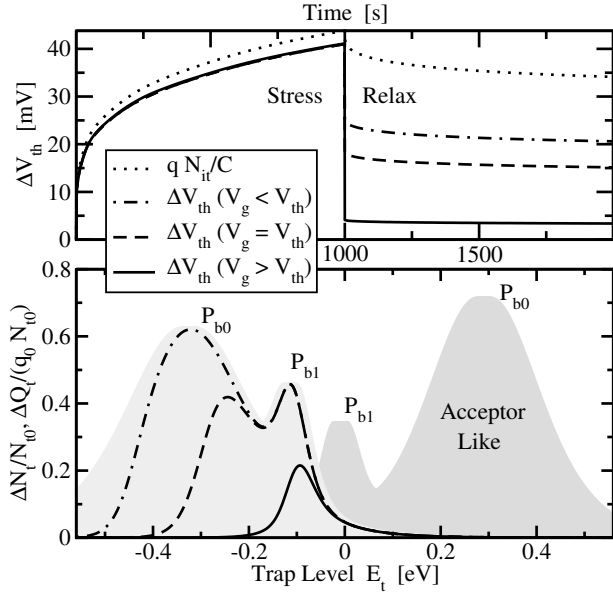 Time [s]
40
30
20
10
0
ΔV_th [mV]
Stress Relax
q N_it/C
ΔV_th (V_g < V_th)
ΔV_th (V_g = V_th)
ΔV_th (V_g > V_th)
1000 1500
0.8
0.6
0.4
0.2
0
ΔN_t/N_t0, ΔQ_t/(q_0 N_t0)
P_b0
P_b1
P_b1
P_b0
Acceptor
Like
-0.4 -0.2 0 0.2 0.4
Trap Level E_t [eV]